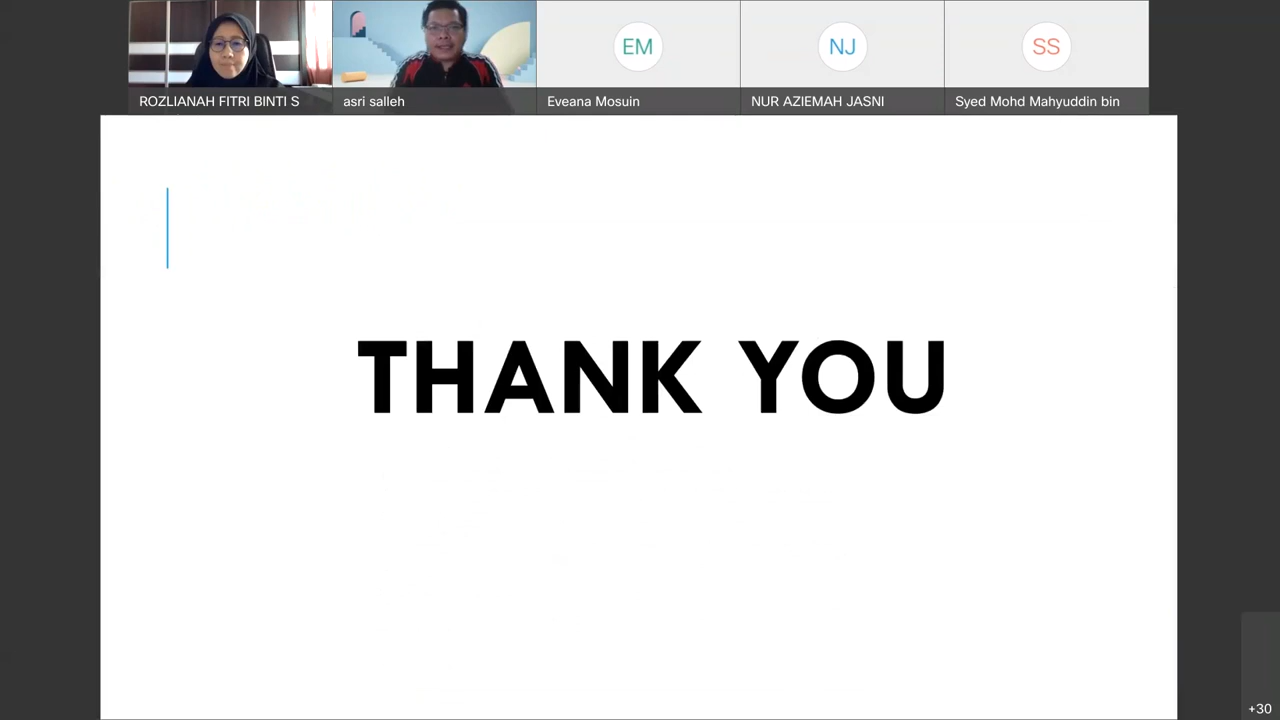 EM
NJ
SS
ROZLIANAH FITRI BINTI S
asri salleh
Eveana Mosuin
NUR AZIEMAH JASNI
Syed Mohd Mahyuddin bin
THANK YOU
+30